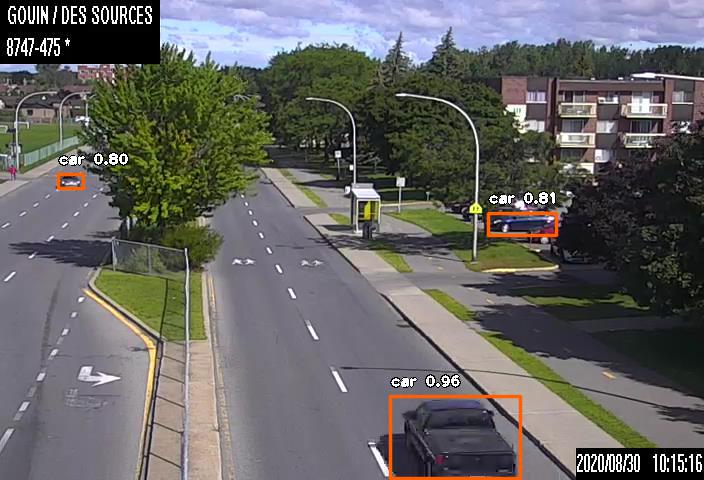 GOUIN / DES SOURCES
8747-475 *
car 0.80
car 0.81
car 0.96
2020/08/30 10:15:16